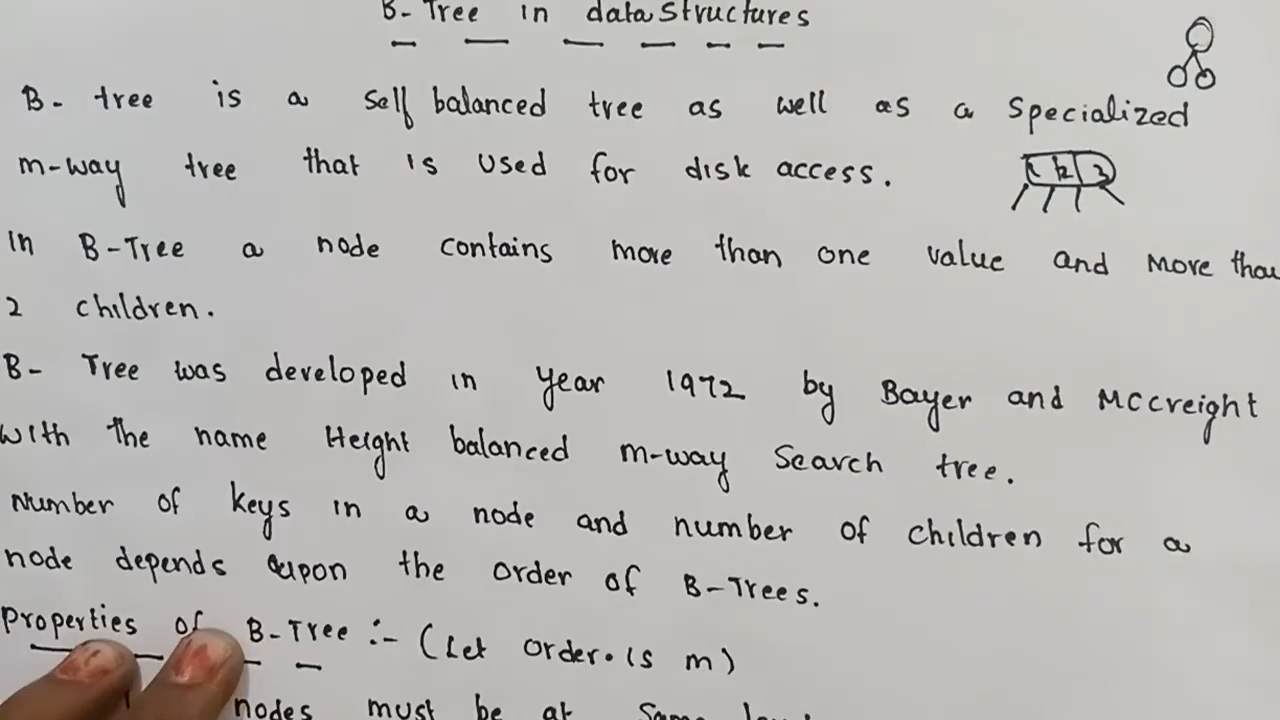 B- Tree in data Structures
B- tree is a self balanced tree as well as a specialized
m-way tree that is used for disk access.
1 2 3
In B-Tree a node contains more than one value and more than
2 children.
B- Tree was developed in year 1972 by Bayer and McCreight
with the name Height balanced m-way Search tree.
Number of keys in a node and number of children for a
node depends upon the order of B-Trees.
Properties of B-Tree :- (Let order.is m)
nodes must be at Same